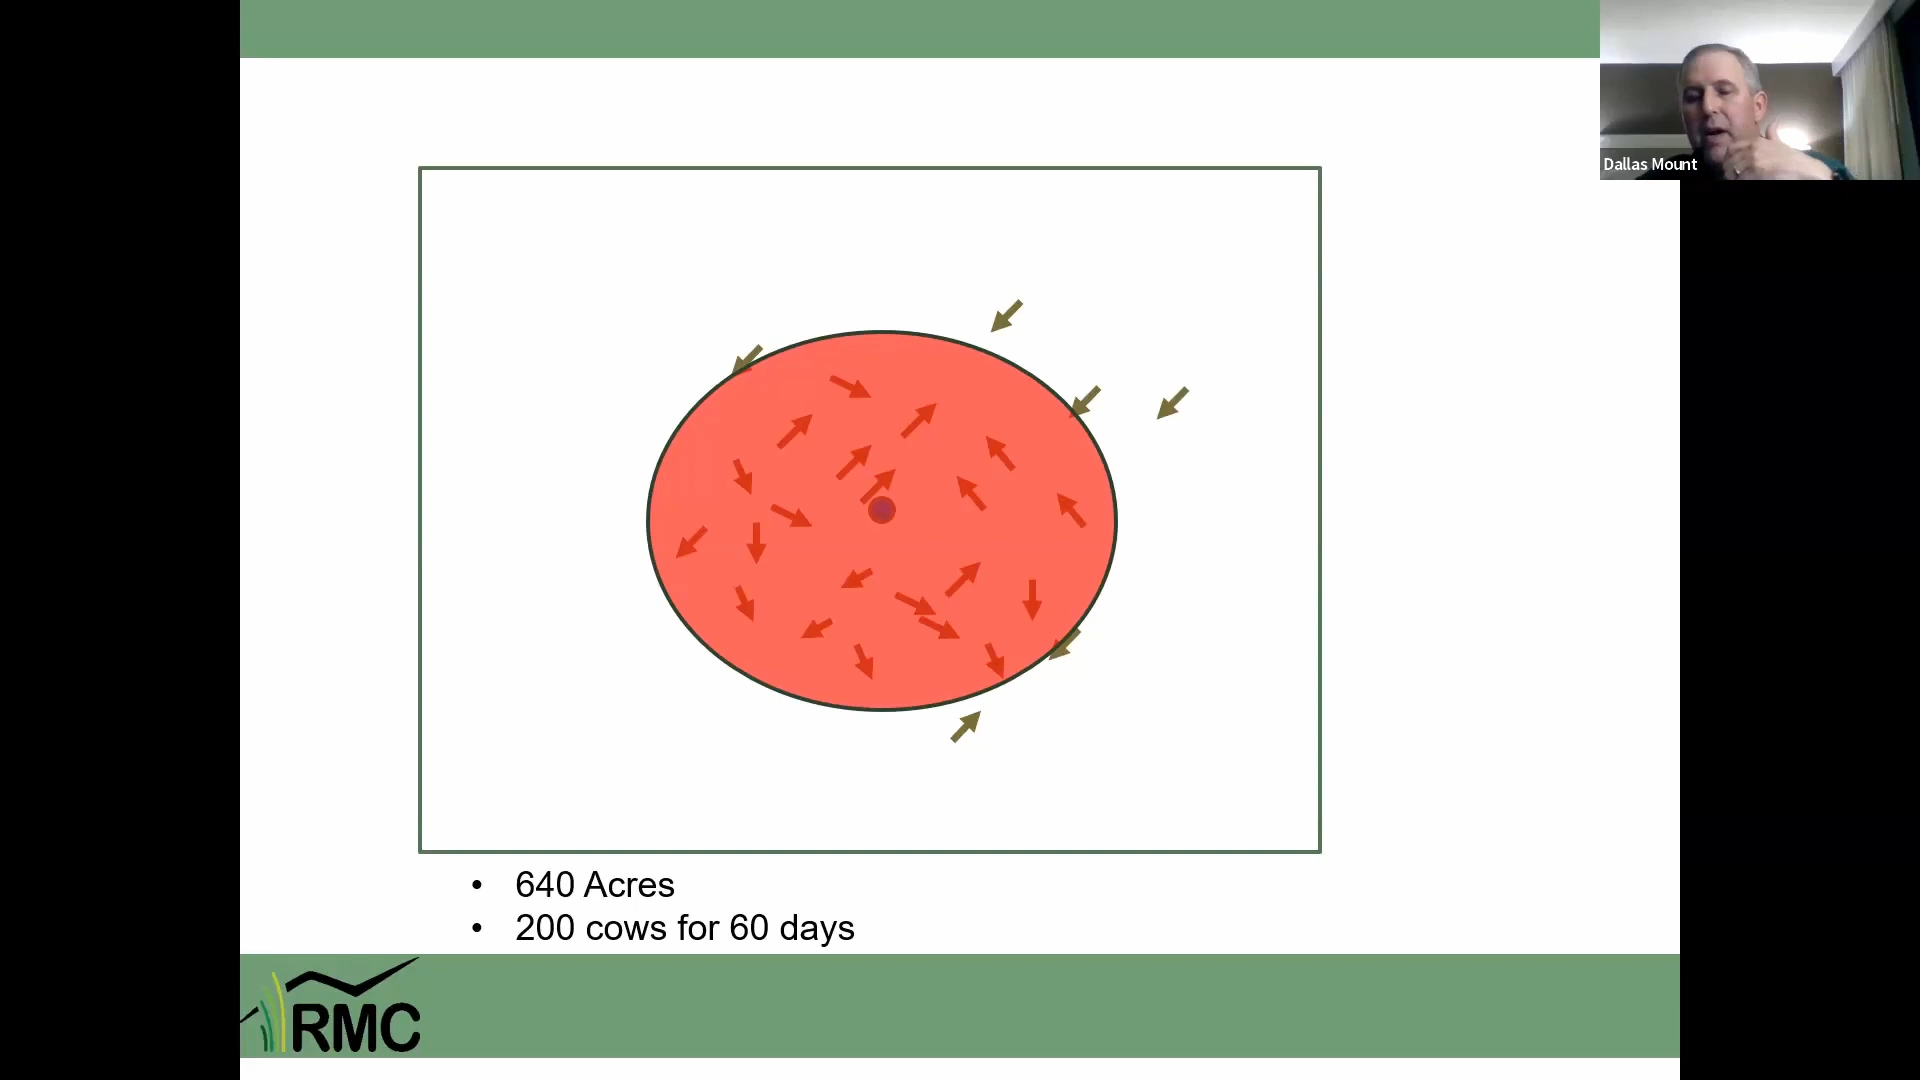 Dallas Mount
• 640 Acres
• 200 cows for 60 days
RMC